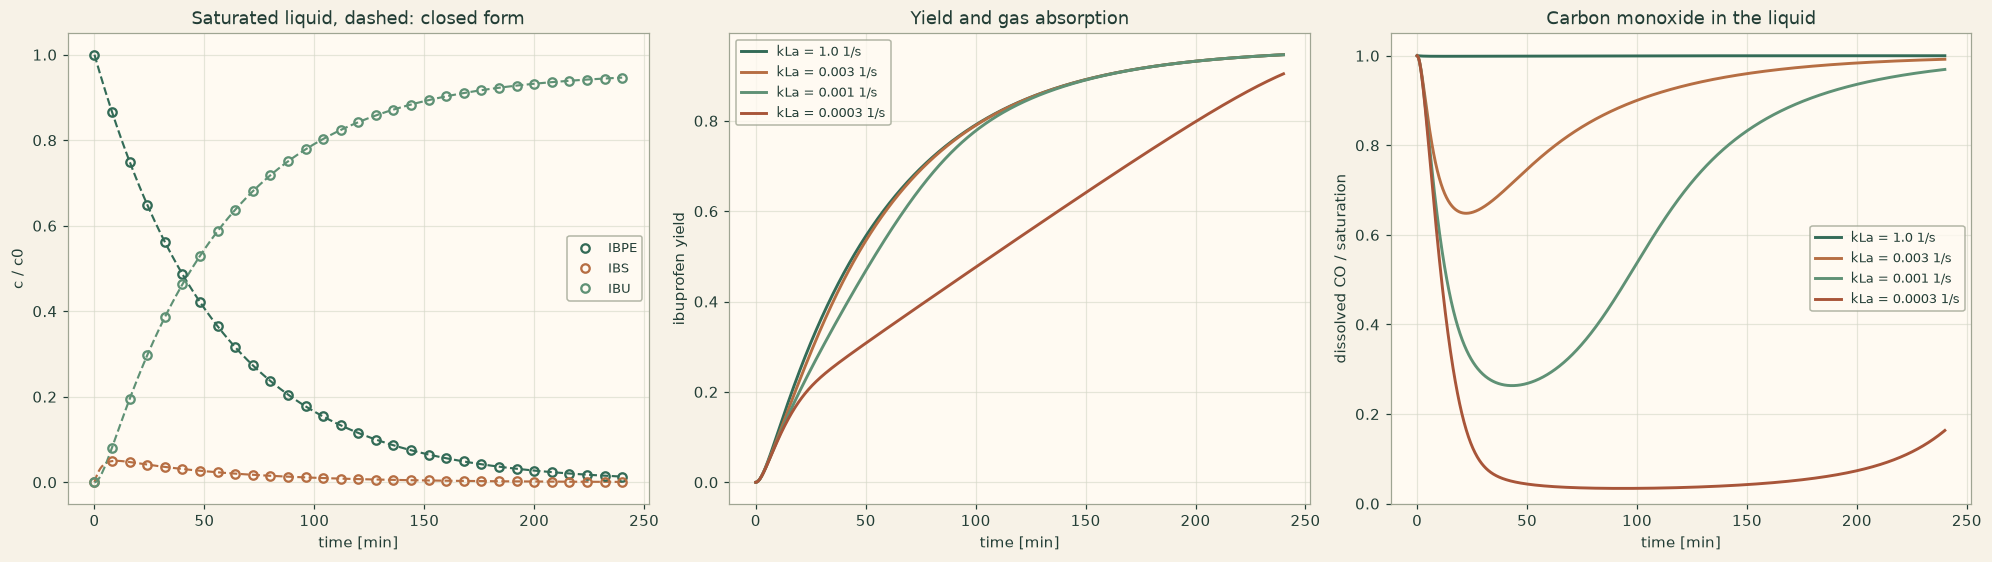 Saturated liquid, dashed: closed form
c / c0
1.0
0.8
0.6
0.4
0.2
0.0
IBPE
IBS
IBU
0 50 100 150 200 250
time [min]
Yield and gas absorption
ibuprofen yield
0.8
0.6
0.4
0.2
0.0
kLa = 1.0 1/s
kLa = 0.003 1/s
kLa = 0.001 1/s
kLa = 0.0003 1/s
0 50 100 150 200 250
time [min]
Carbon monoxide in the liquid
dissolved CO / saturation
1.0
0.8
0.6
0.4
0.2
0.0
kLa = 1.0 1/s
kLa = 0.003 1/s
kLa = 0.001 1/s
kLa = 0.0003 1/s
0 50 100 150 200 250
time [min]